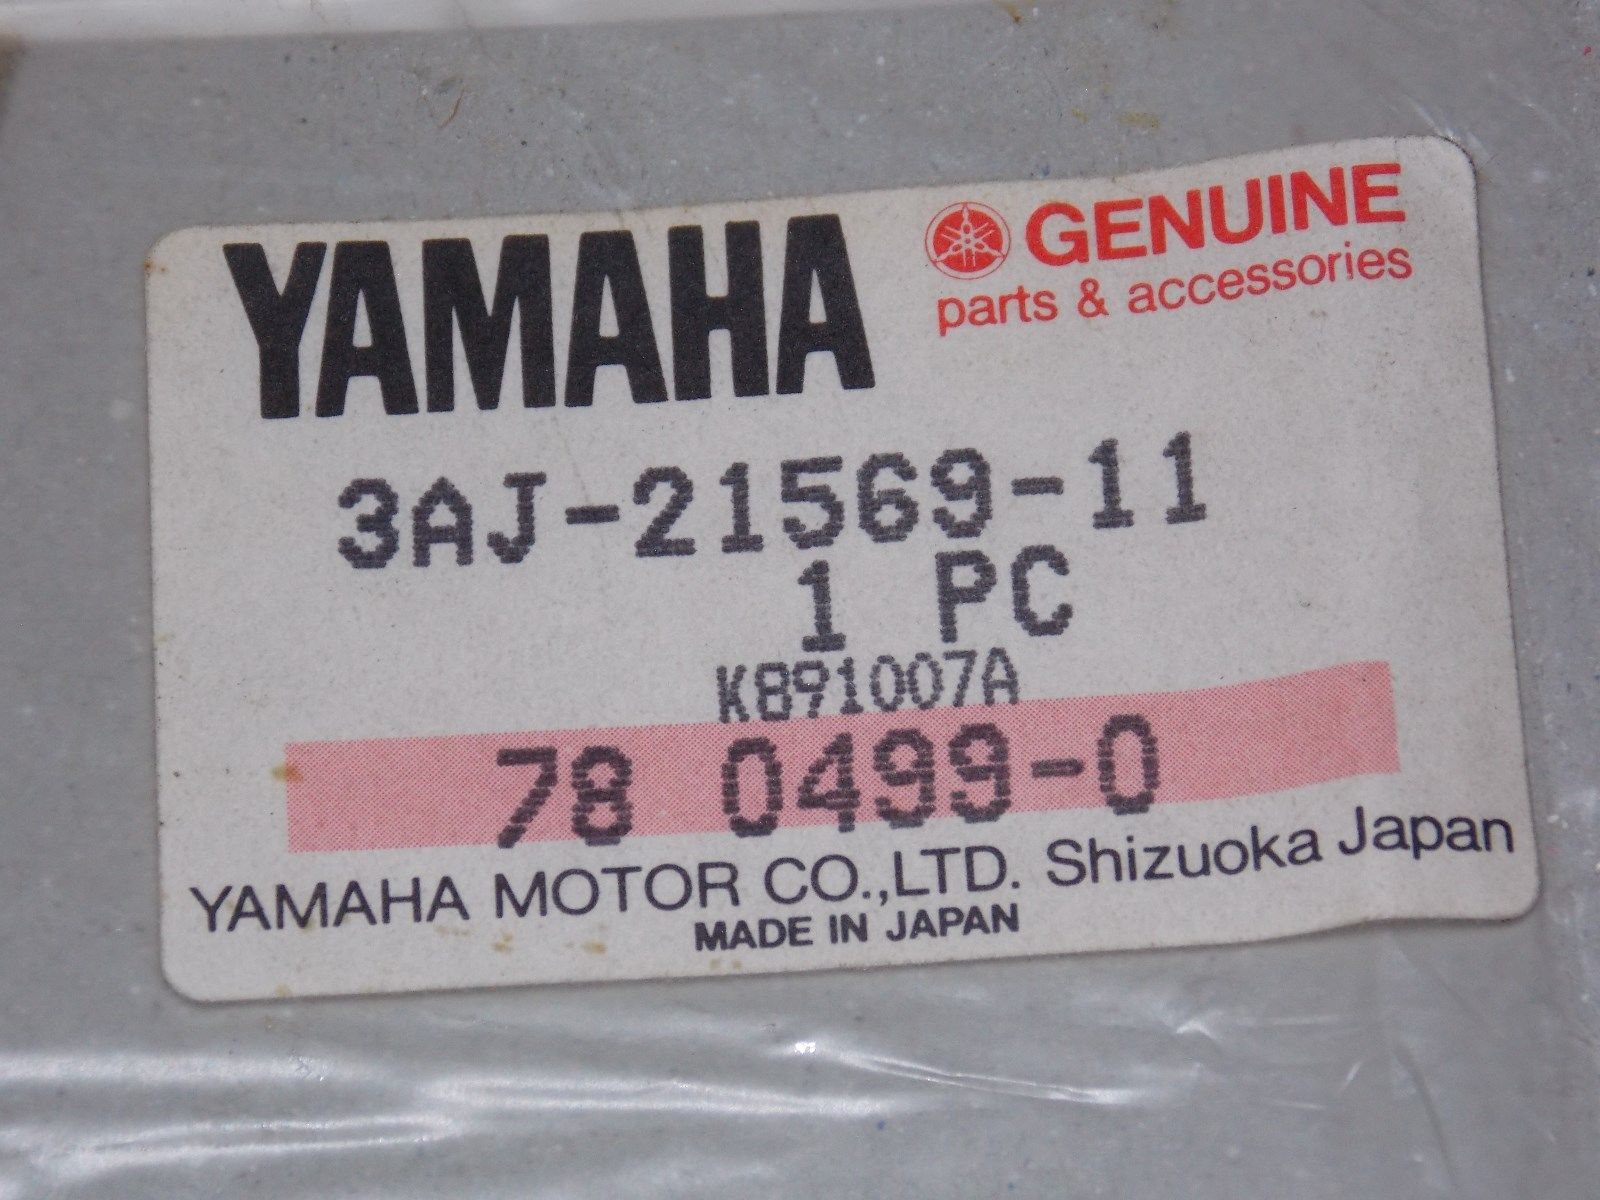 YAMAHA
GENUINE
parts & accessories
3AJ-21569-11
1 PC
K891007A
78 0499-0
YAMAHA MOTOR CO.,LTD. Shizuoka Japan
MADE IN JAPAN